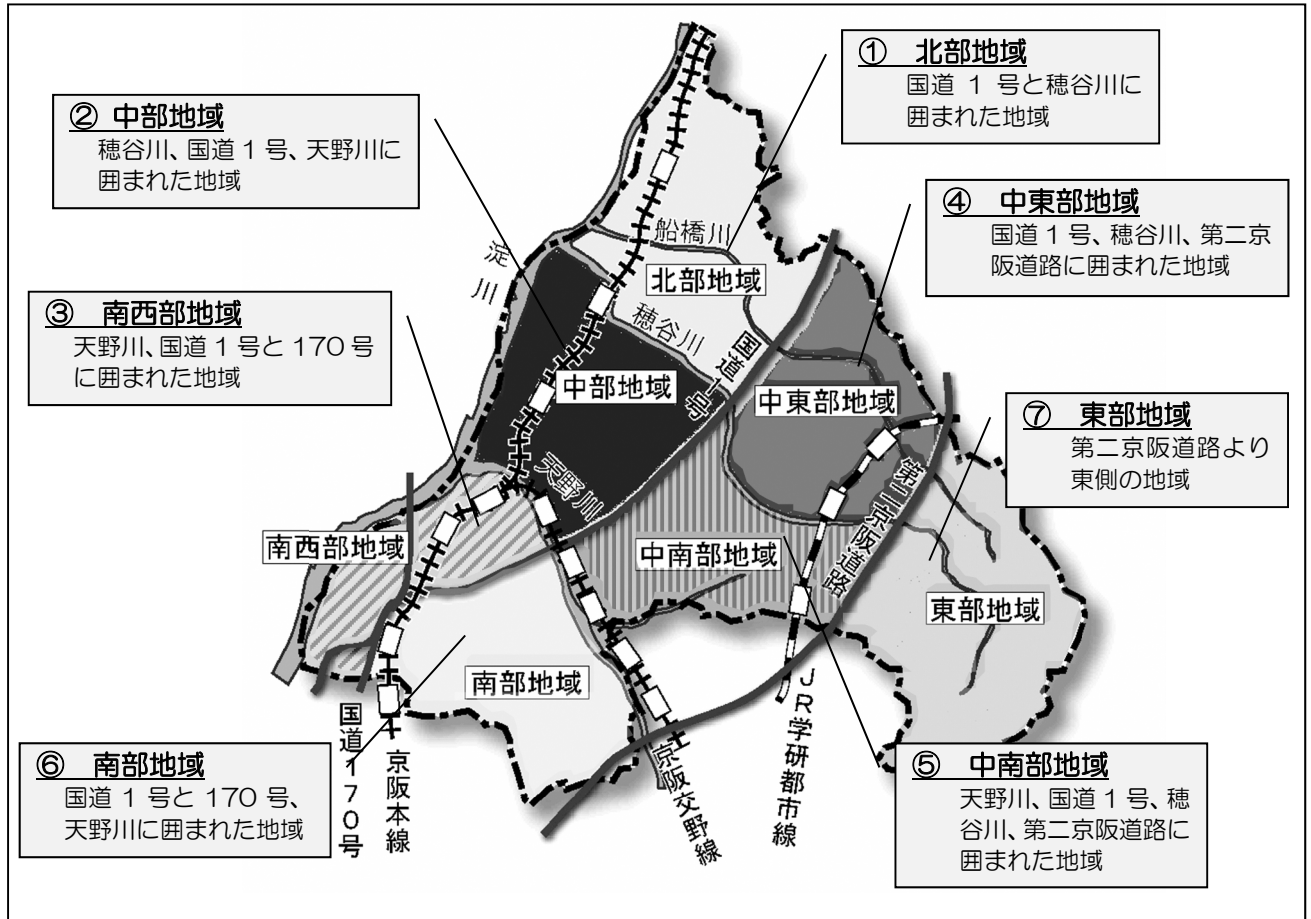 ① 北部地域
国道 1 号と穂谷川に
囲まれた地域
② 中部地域
穂谷川、国道 1 号、天野川に
囲まれた地域
④ 中東部地域
国道 1 号、穂谷川、第二京
阪道路に囲まれた地域
③ 南西部地域
天野川、国道 1 号と 170 号
に囲まれた地域
⑦ 東部地域
第二京阪道路より
東側の地域
⑥ 南部地域
国道 1 号と 170 号、
天野川に囲まれた地域
⑤ 中南部地域
天野川、国道 1 号、穂
谷川、第二京阪道路に
囲まれた地域
淀川
船橋川
北部地域
穂谷川
国道1号
中部地域
中東部地域
天野川
第二京阪道路
南西部地域
中南部地域
東部地域
南部地域
国道170号
京阪本線
京阪交野線
JR学研都市線